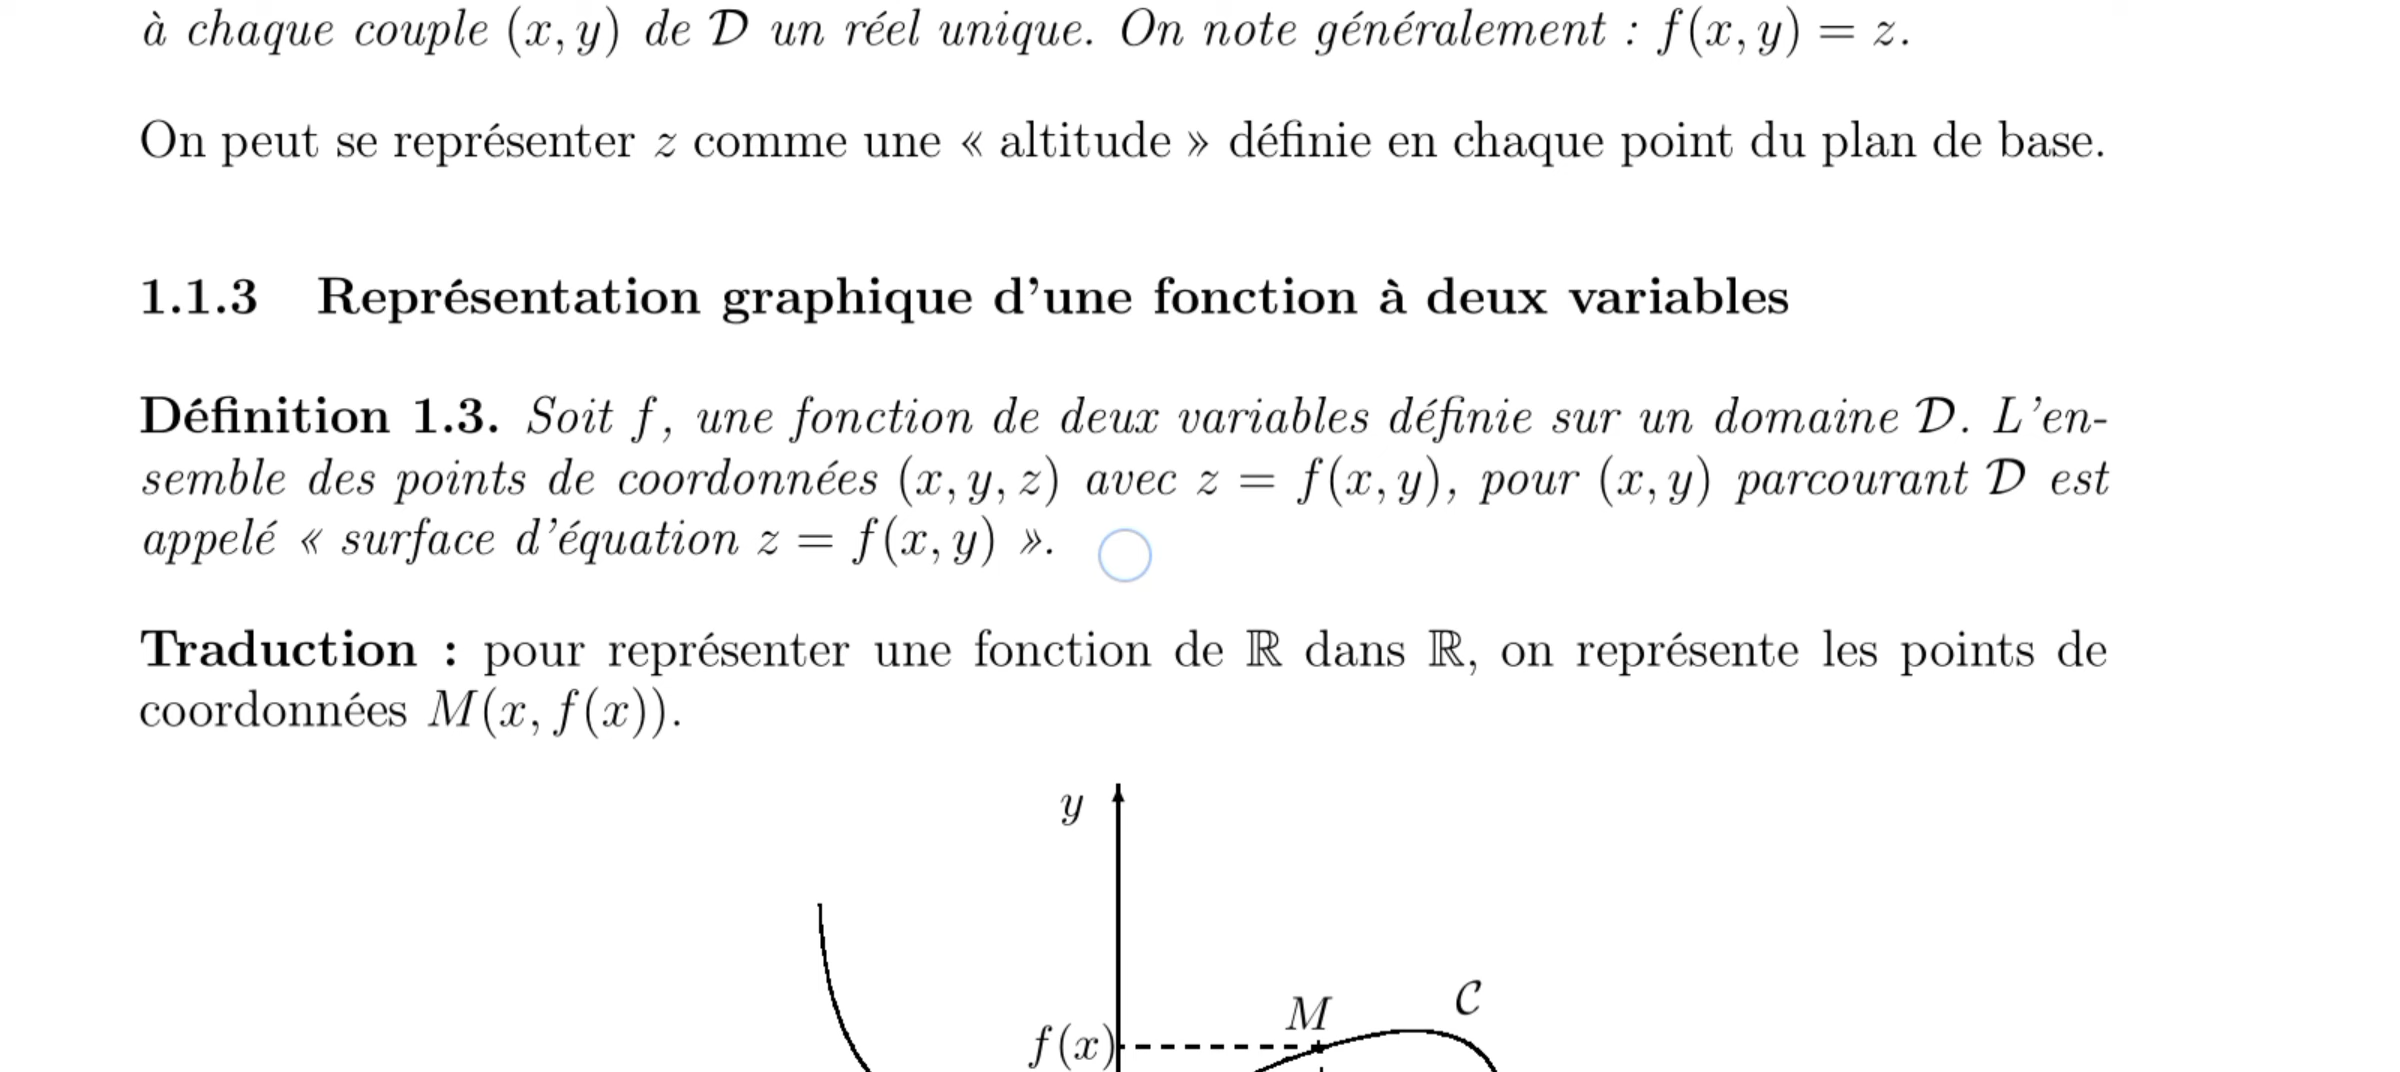 à chaque couple (x, y) de 𝒟 un réel unique. On note généralement : f(x, y) = z.
On peut se représenter z comme une « altitude » définie en chaque point du plan de base.
1.1.3 Représentation graphique d'une fonction à deux variables
Définition 1.3. Soit f, une fonction de deux variables définie sur un domaine 𝒟. L'en-
semble des points de coordonnées (x, y, z) avec z = f(x, y), pour (x, y) parcourant 𝒟 est
appelé « surface d'équation z = f(x, y) ».
Traduction : pour représenter une fonction de ℝ dans ℝ, on représente les points de
coordonnées M(x, f(x)).
y
𝒞
M
f(x)